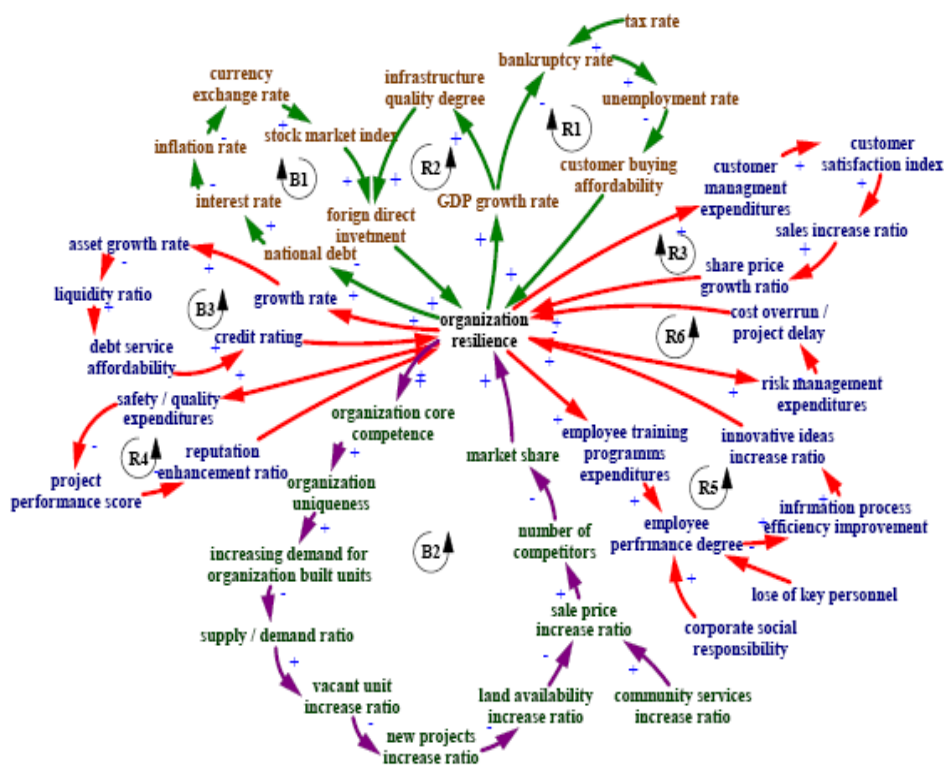 tax rate
bankruptcy rate
currency
exchange rate
infrastructure
quality degree
unemployment rate
stock market index
R1
inflation rate
R2
customer
satisfaction index
B1
customer buying
affordability
customer
managment
expenditures
interest rate
GDP growth rate
forign direct
invetment
sales increase ratio
asset growth rate
national debt
R3
share price
growth ratio
liquidity ratio
B3
growth rate
cost overrun /
project delay
organization
resilience
R6
credit rating
debt service
affordability
risk management
expenditures
safety / quality
expenditures
organization core
competence
employee training
programms
expenditures
innovative ideas
increase ratio
R4
reputation
enhancement ratio
market share
project
performance score
R5
organization
uniqueness
infrmation process
efficiency improvement
employee
perfrmance degree
number of
competitors
B2
increasing demand for
organization built units
lose of key personnel
sale price
increase ratio
corporate social
responsibility
supply / demand ratio
vacant unit
increase ratio
land availability
increase ratio
community services
increase ratio
new projects
increase ratio